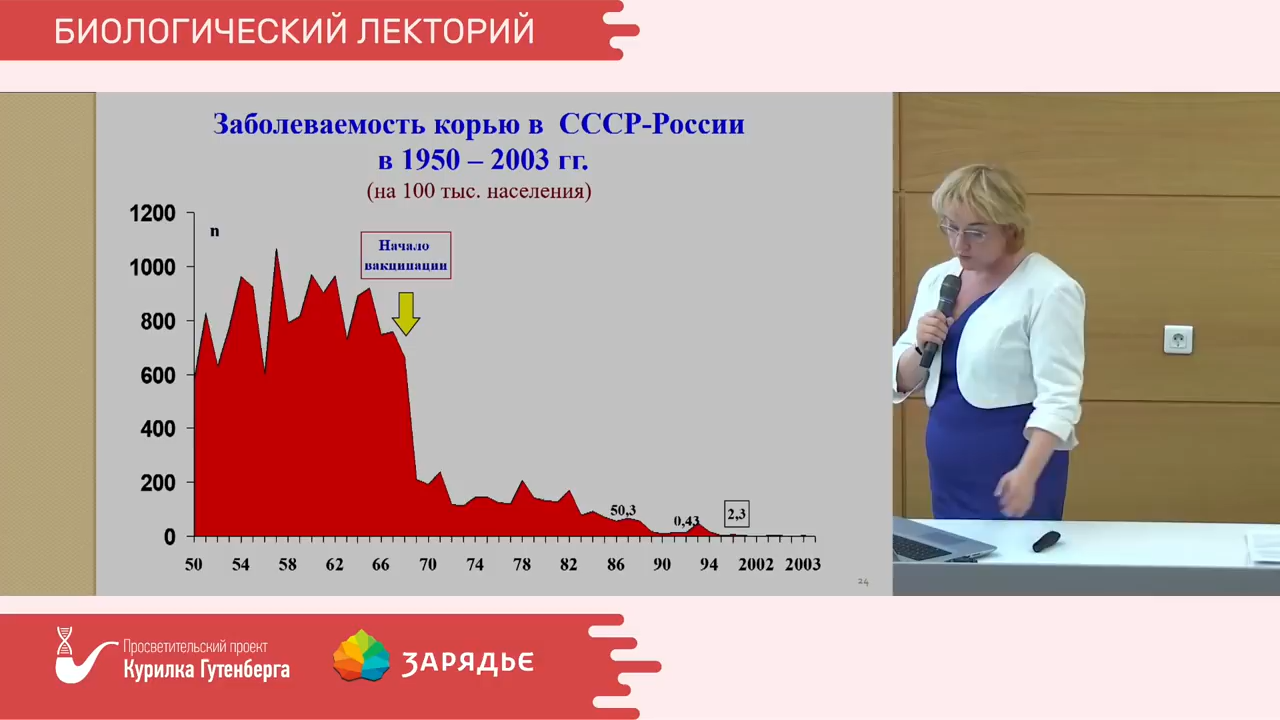 БИОЛОГИЧЕСКИЙ ЛЕКТОРИЙ
Заболеваемость корью в СССР-России
в 1950 – 2003 гг.
(на 100 тыс. населения)
1200
n
Начало
вакцинации
1000
800
600
400
200
50,3
0,43
2,3
0
50 54 58 62 66 70 74 78 82 86 90 94 2002 2003
24
Просветительский проект
Курилка Гутенберга
ЗАРЯДЬЕ